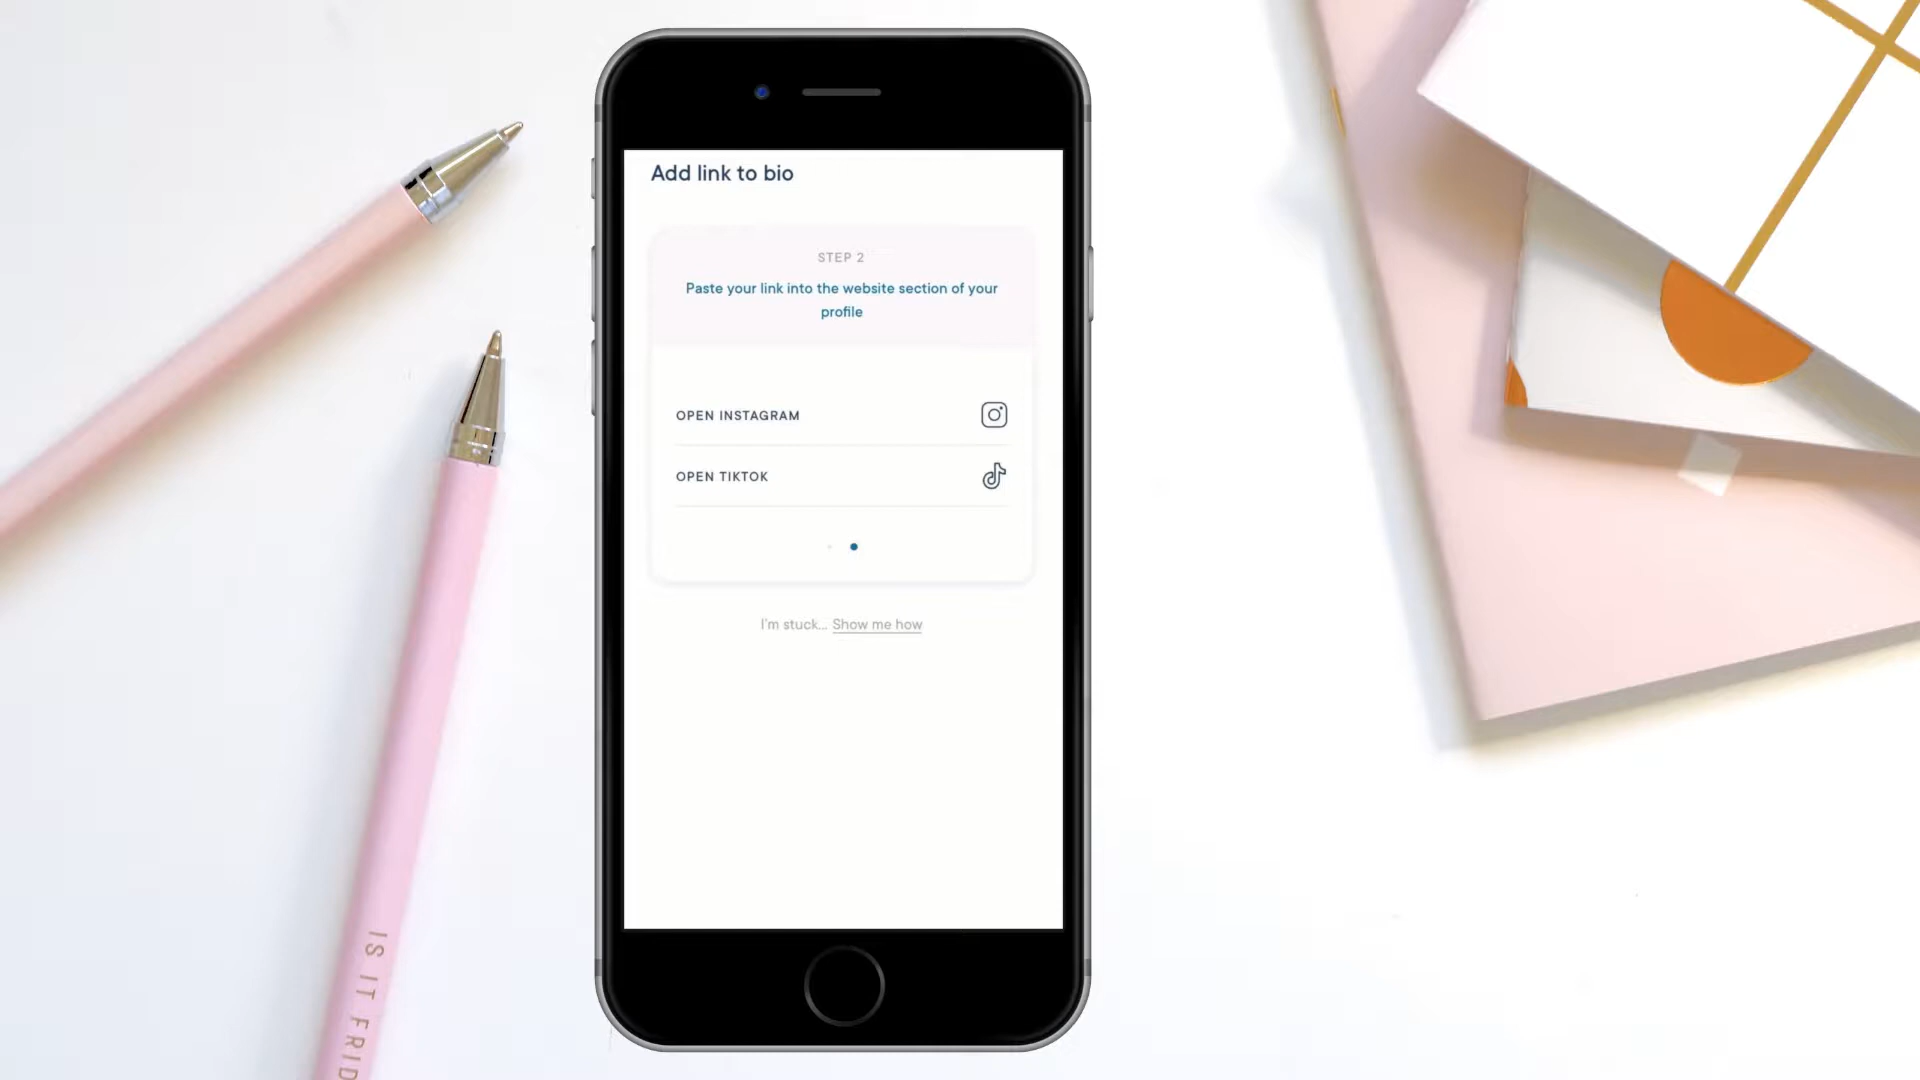 Add link to bio
STEP 2
Paste your link into the website section of your
profile
OPEN INSTAGRAM
OPEN TIKTOK
I'm stuck... Show me how
IS IT FRID